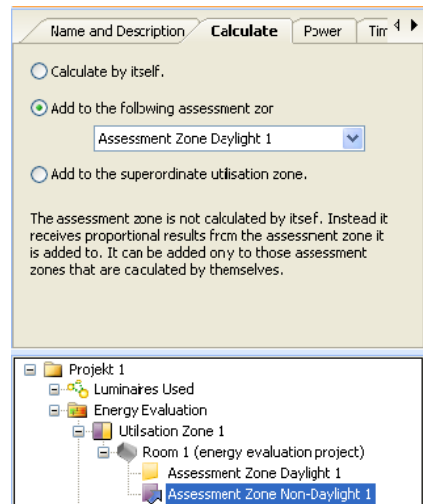 Name and Description Calculate Power Tim
Calculate by itself.
Add to the following assessment zor
Assessment Zone Daylight 1
Add to the superordinate utilisation zone.
The assessment zone is not calculated by itself. Instead it
receives proportional results from the assessment zone it
is added to. It can be added only to those assessment
zones that are caculated by themselves.
Projekt 1
Luminaires Used
Energy Evaluation
Utilsation Zone 1
Room 1 (energy evaluation project)
Assessment Zone Daylight 1
Assessment Zone Non-Daylight 1